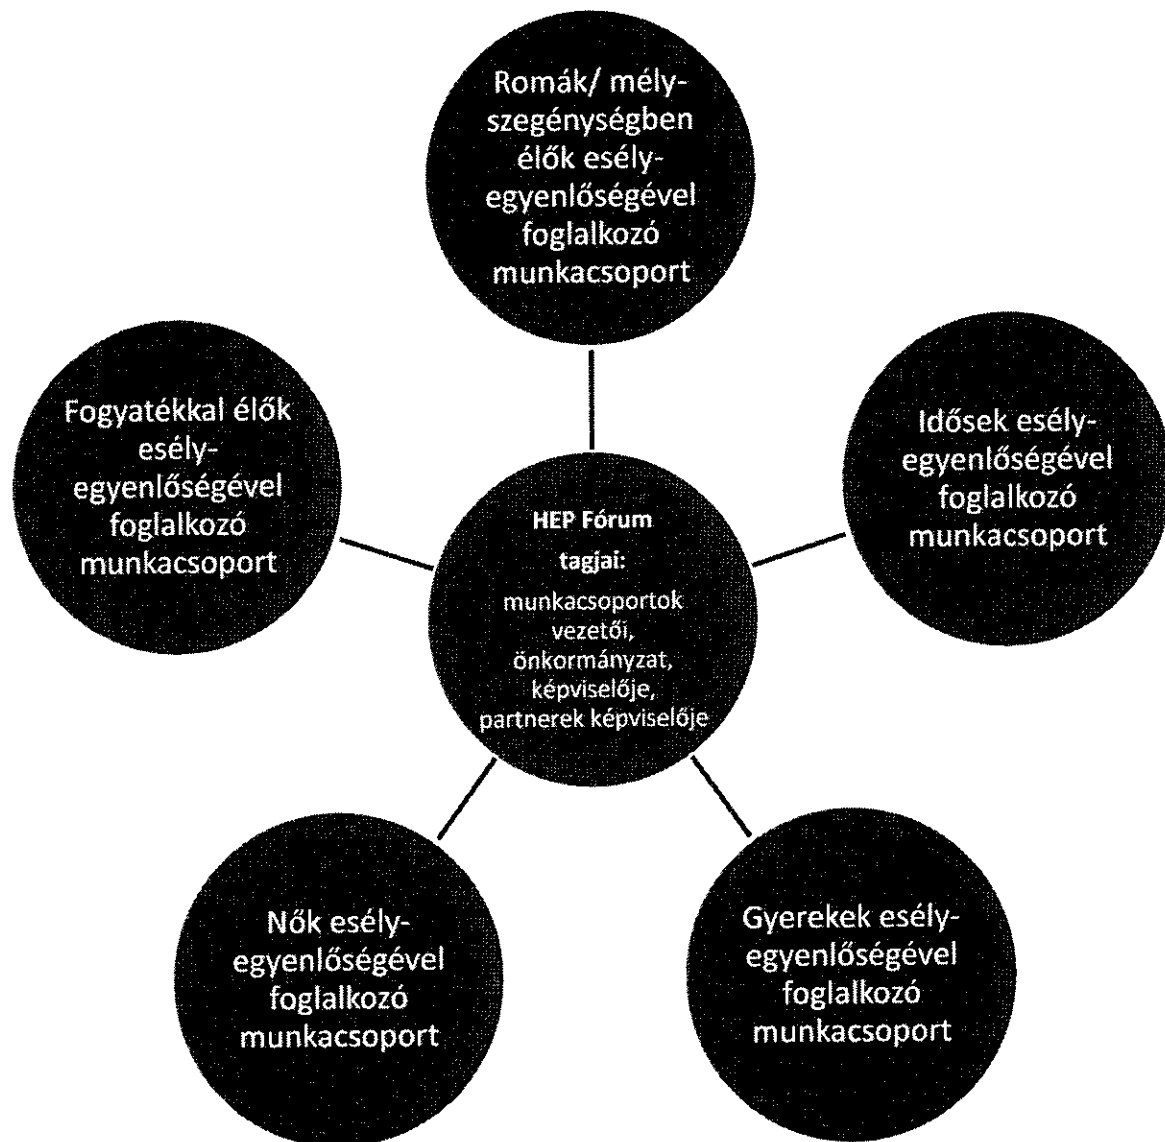 Romák/ mély-
szegénységben
élők esély-
egyenlőségével
foglalkozó
munkacsoport
Fogyatékkal élők
esély-
egyenlőségével
foglalkozó
munkacsoport
Idősek esély-
egyenlőségével
foglalkozó
munkacsoport
HEP Fórum
tagjai:
munkacsoportok
vezetői,
önkormányzat,
képviselője,
partnerek képviselője
Nők esély-
egyenlőségével
foglalkozó
munkacsoport
Gyerekek esély-
egyenlőségével
foglalkozó
munkacsoport